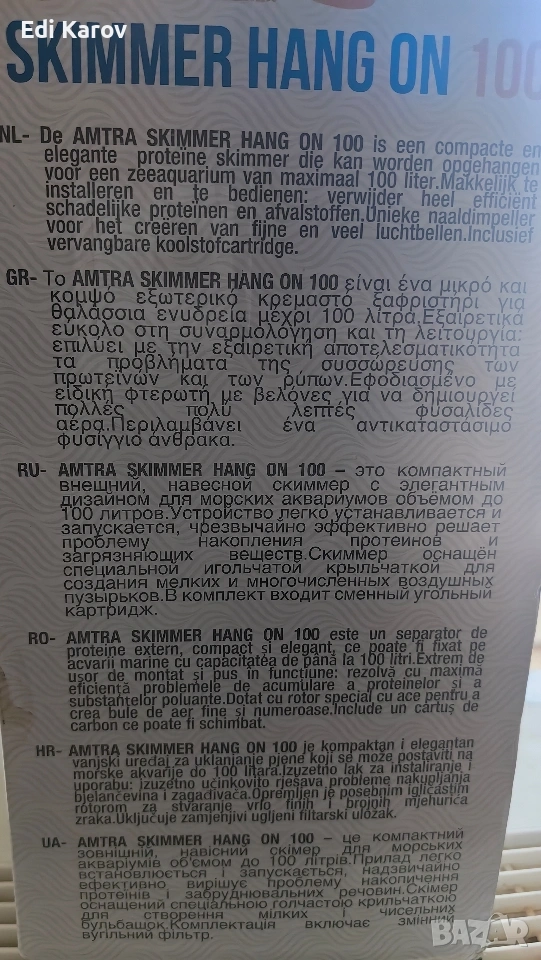 Edi Karov
SKIMMER HANG ON 100
NL- De AMTRA SKIMMER HANG ON 100 is een compacte en
elegante proteïne skimmer die kan worden opgehangen
voor een zeeaquarium van maximaal 100 liter.Makkelijk te
installeren en te bedienen: verwijder heel efficiënt
schadelijke proteïnen en afvalstoffen.Unieke naaldimpeller
voor het creëren van fijne en veel luchtbellen.Inclusief
vervangbare koolstofcartridge.
GR- Το AMTRA SKIMMER HANG ON 100 είναι ένα μικρό και
κομψό εξωτερικό κρεμαστό ξαφριστήρι για
θαλάσσια ενυδρεία μέχρι 100 λίτρα.Εξαιρετικά
εύκολο στη συναρμολόγηση και τη λειτουργία:
επιλύει με την εξαιρετική αποτελεσματικότητα
τα προβλήματα της συσσώρευσης των
πρωτεϊνών και των ρύπων.Εφοδιασμένο με
ειδική φτερωτή με βελόνες για να δημιουργεί
πολλές πολύ λεπτές φυσαλίδες
αέρα.Περιλαμβάνει ένα αντικαταστάσιμο
φυσίγγιο άνθρακα.
RU- AMTRA SKIMMER HANG ON 100 – это компактный
внешний, навесной скиммер с элегантным
дизайном для морских аквариумов объёмом до
100 литров.Устройство легко устанавливается и
запускается, чрезвычайно эффективно решает
проблему накопления протеинов и
загрязняющих веществ.Скиммер оснащён
специальной игольчатой крыльчаткой для
создания мелких и многочисленных воздушных
пузырьков.В комплект входит сменный угольный
картридж.
RO- AMTRA SKIMMER HANG ON 100 este un separator de
proteine extern, compact și elegant, ce poate fi fixat pe
acvarii marine cu capacitatea de până la 100 litri.Extrem de
ușor de montat și pus în funcțiune: rezolvă cu maximă
eficiență problemele de acumulare a proteinelor și a
substanțelor poluante.Dotat cu rotor special cu ace pentru a
crea bule de aer fine și numeroase.Include un cartuș de
carbon ce poate fi schimbat.
HR- AMTRA SKIMMER HANG ON 100 je kompaktan i elegantan
vanjski uređaj za uklanjanje pjene koji se može postaviti na
morske akvarije do 100 litara.Izuzetno lak za instaliranje i
uporabu: izuzetno učinkovito rješava probleme nakupljanja
bjelančevina i zagađivača.Opremljen je posebnim igličastim
rotorom za stvaranje vrlo finih i brojnih mjehurića
zraka.Uključuje zamjenjivi ugljeni filtarski uložak.
UA- AMTRA SKIMMER HANG ON 100 – це компактний
зовнішній, навісний скімер для морських
акваріумів об'ємом до 100 літрів.Прилад легко
встановлюється і запускається, надзвичайно
ефективно вирішує проблему накопичення
протеїнів і забруднювальних речовин.Скімер
оснащений спеціальною голчастою крильчаткою
для створення мілких і чисельних
бульбашок.Комплектація включає змінний
вугільний фільтр.
BAZAR